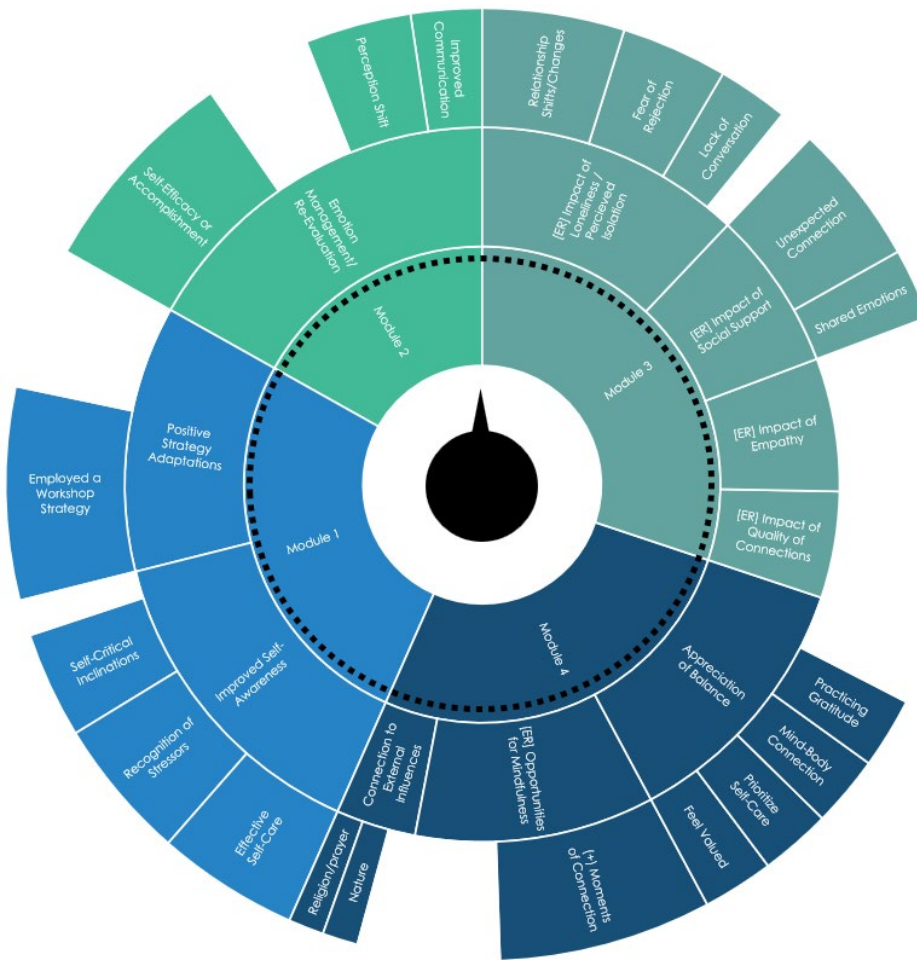 Module 1
Positive
Strategy
Adaptations
Employed a
Workshop
Strategy
Improved Self-
Awareness
Self-Critical
Inclinations
Recognition of
Stressors
Effective
Self-Care
Module 2
Emotion
Management/
Re-Evaluation
Self-Efficacy or
Accomplishment
Perception Shift
Improved
Communication
Module 3
[ER] Impact of
Loneliness /
Percieved
Isolation
Relationship
Shifts/Changes
Fear of
Rejection
Lack of
Conversation
[ER] Impact of
Social Support
Unexpected
Connection
Shared Emotions
[ER] Impact of
Empathy
[ER] Impact of
Quality of
Connections
Module 4
Appreciation
of Balance
Practicing
Gratitude
Mind-Body
Connection
Prioritize
Self-Care
Feel Valued
[ER] Opportunities
for Mindfulness
(+) Moments
of Connection
Connection to
External
Influences
Nature
Religion/prayer